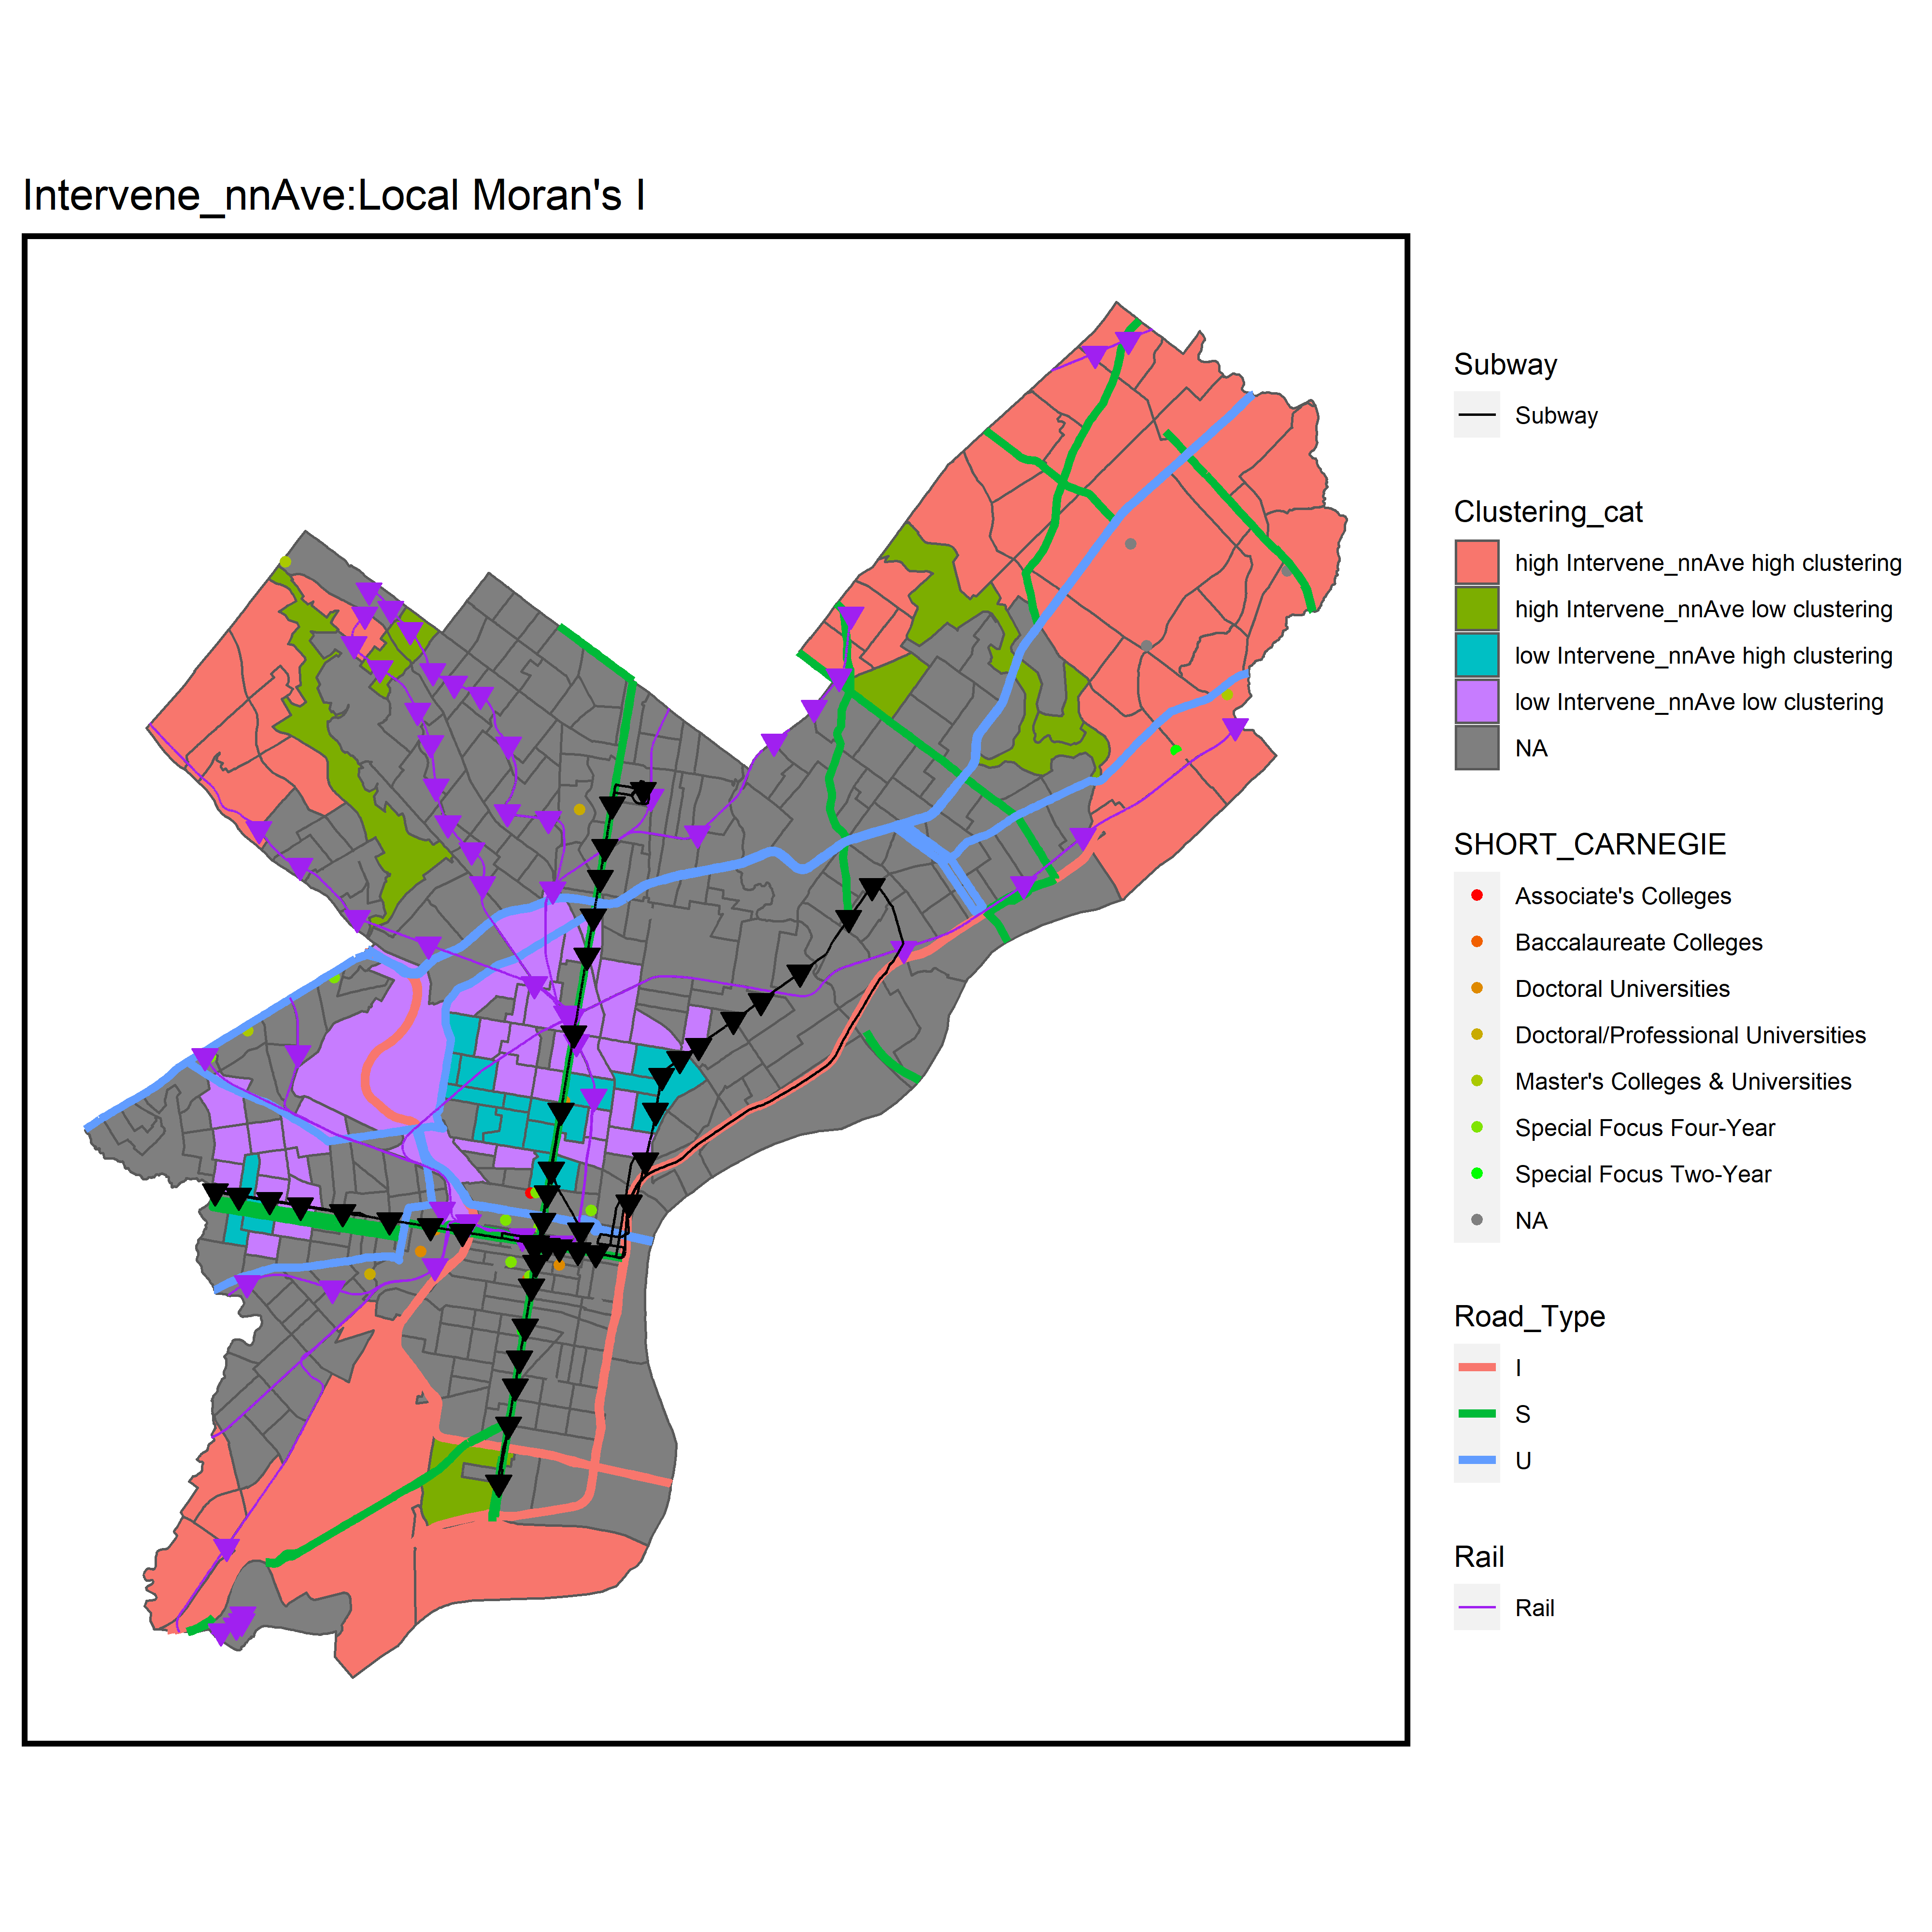 Intervene_nnAve:Local Moran's I
Subway
Subway
Clustering_cat
high Intervene_nnAve high clustering
high Intervene_nnAve low clustering
low Intervene_nnAve high clustering
low Intervene_nnAve low clustering
NA
SHORT_CARNEGIE
Associate's Colleges
Baccalaureate Colleges
Doctoral Universities
Doctoral/Professional Universities
Master's Colleges & Universities
Special Focus Four-Year
Special Focus Two-Year
NA
Road_Type
I
S
U
Rail
Rail